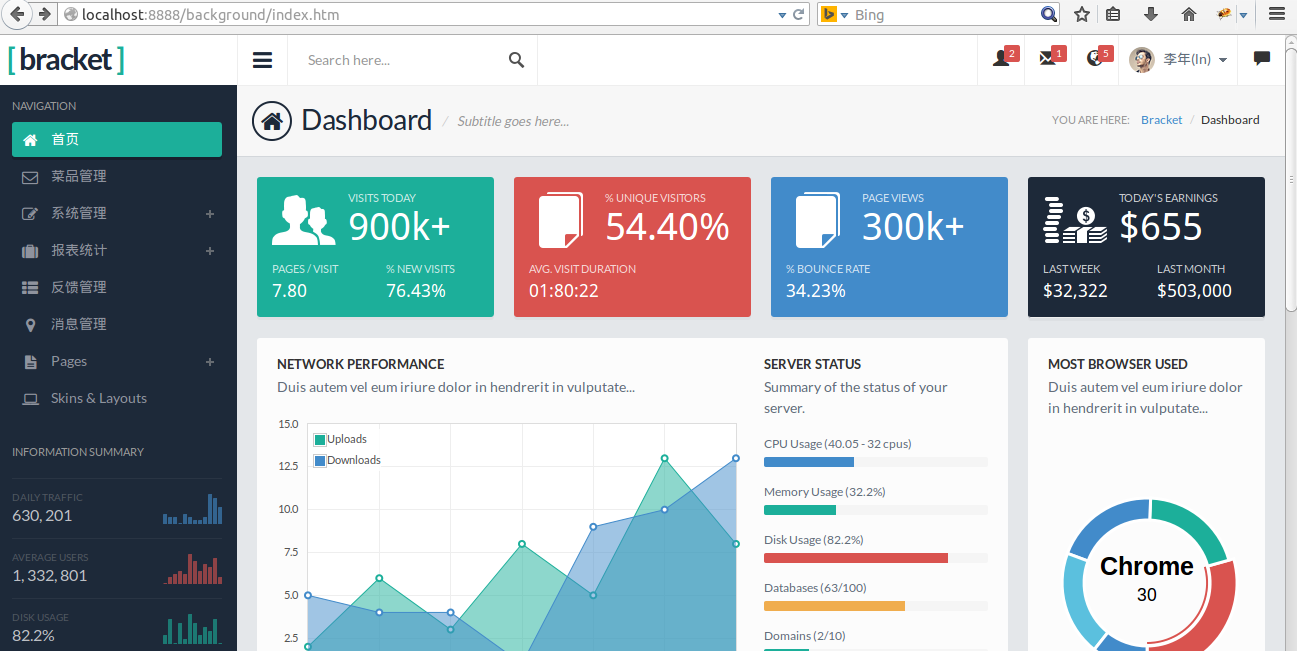 localhost:8888/background/index.htm
Bing
[ bracket ]
Search here...
2
1
5
李年(ln)
NAVIGATION
首页
菜品管理
系统管理
报表统计
反馈管理
消息管理
Pages
Skins & Layouts
INFORMATION SUMMARY
DAILY TRAFFIC
630, 201
AVERAGE USERS
1, 332, 801
DISK USAGE
82.2%
Dashboard
/ Subtitle goes here...
YOU ARE HERE: Bracket / Dashboard
VISITS TODAY
900k+
PAGES / VISIT
7.80
% NEW VISITS
76.43%
% UNIQUE VISITORS
54.40%
AVG. VISIT DURATION
01:80:22
PAGE VIEWS
300k+
% BOUNCE RATE
34.23%
$
TODAY'S EARNINGS
$655
LAST WEEK
$32,322
LAST MONTH
$503,000
NETWORK PERFORMANCE
Duis autem vel eum iriure dolor in hendrerit in vulputate...
15.0
12.5
10.0
7.5
5.0
2.5
Uploads
Downloads
SERVER STATUS
Summary of the status of your
server.
CPU Usage (40.05 - 32 cpus)
Memory Usage (32.2%)
Disk Usage (82.2%)
Databases (63/100)
Domains (2/10)
MOST BROWSER USED
Duis autem vel eum iriure dolor
in hendrerit in vulputate...
Chrome
30